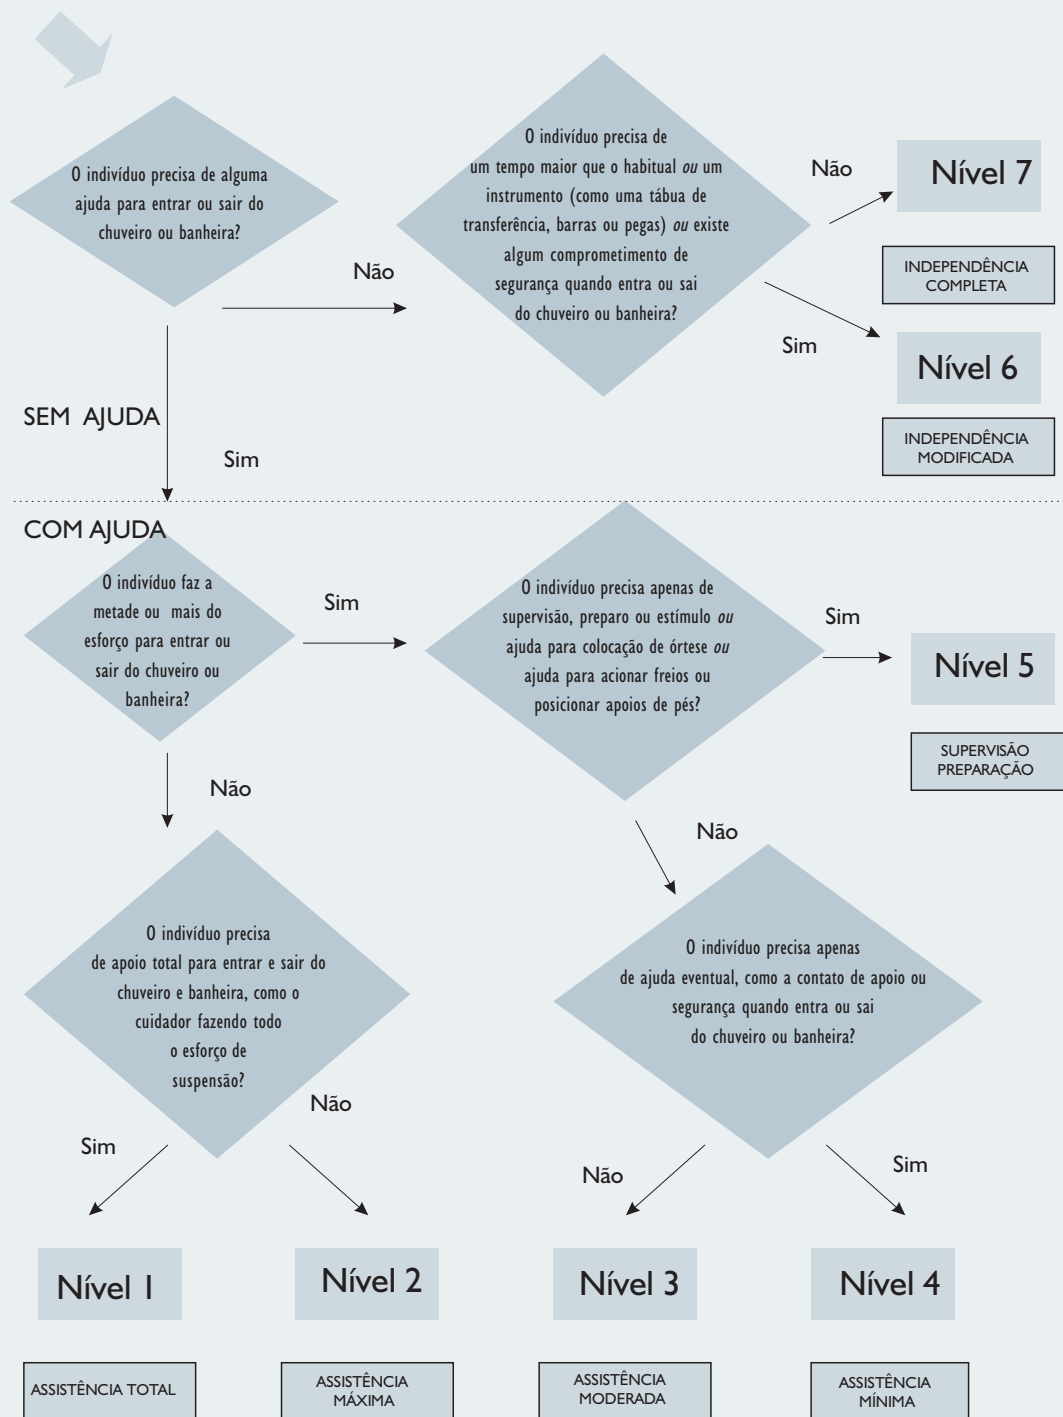 O indivíduo precisa de alguma
ajuda para entrar ou sair do
chuveiro ou banheira?
Não
O indivíduo precisa de
um tempo maior que o habitual ou um
instrumento (como uma tábua de
transferência, barras ou pegas) ou existe
algum comprometimento de
segurança quando entra ou sai
do chuveiro ou banheira?
Não
Nível 7
INDEPENDÊNCIA
COMPLETA
Sim
Nível 6
INDEPENDÊNCIA
MODIFICADA
SEM AJUDA
Sim
COM AJUDA
O indivíduo faz a
metade ou mais do
esforço para entrar ou
sair do chuveiro ou
banheira?
Sim
O indivíduo precisa apenas de
supervisão, preparo ou estímulo ou
ajuda para colocação de órtese ou
ajuda para acionar freios ou
posicionar apoios de pés?
Sim
Nível 5
SUPERVISÃO
PREPARAÇÃO
Não
Não
O indivíduo precisa
de apoio total para entrar e sair do
chuveiro e banheira, como o
cuidador fazendo todo
o esforço de
suspensão?
O indivíduo precisa apenas
de ajuda eventual, como a contato de apoio ou
segurança quando entra ou sai
do chuveiro ou banheira?
Sim
Não
Não
Sim
Nível 1
Nível 2
Nível 3
Nível 4
ASSISTÊNCIA TOTAL
ASSISTÊNCIA
MÁXIMA
ASSISTÊNCIA
MODERADA
ASSISTÊNCIA
MÍNIMA